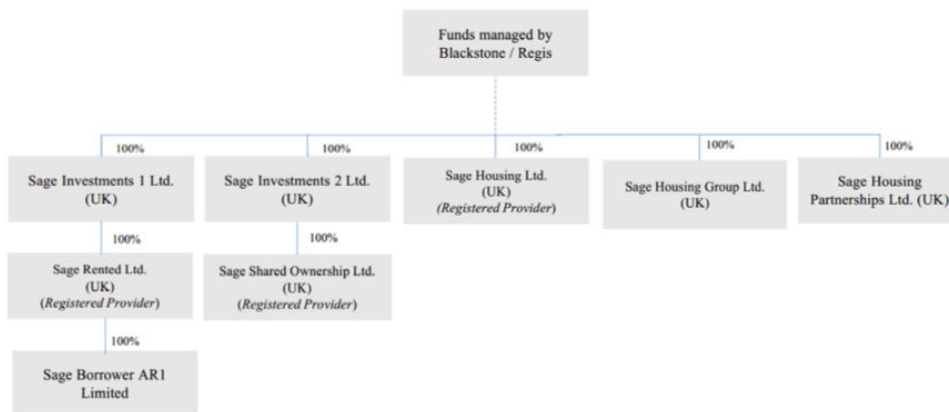 Funds managed by
Blackstone / Regis
100%
100%
100%
100%
100%
Sage Investments 1 Ltd.
(UK)
Sage Investments 2 Ltd.
(UK)
Sage Housing Ltd.
(UK)
(Registered Provider)
Sage Housing Group Ltd.
(UK)
Sage Housing
Partnerships Ltd. (UK)
100%
100%
Sage Rented Ltd.
(UK)
(Registered Provider)
Sage Shared Ownership Ltd.
(UK)
(Registered Provider)
100%
Sage Borrower AR1
Limited